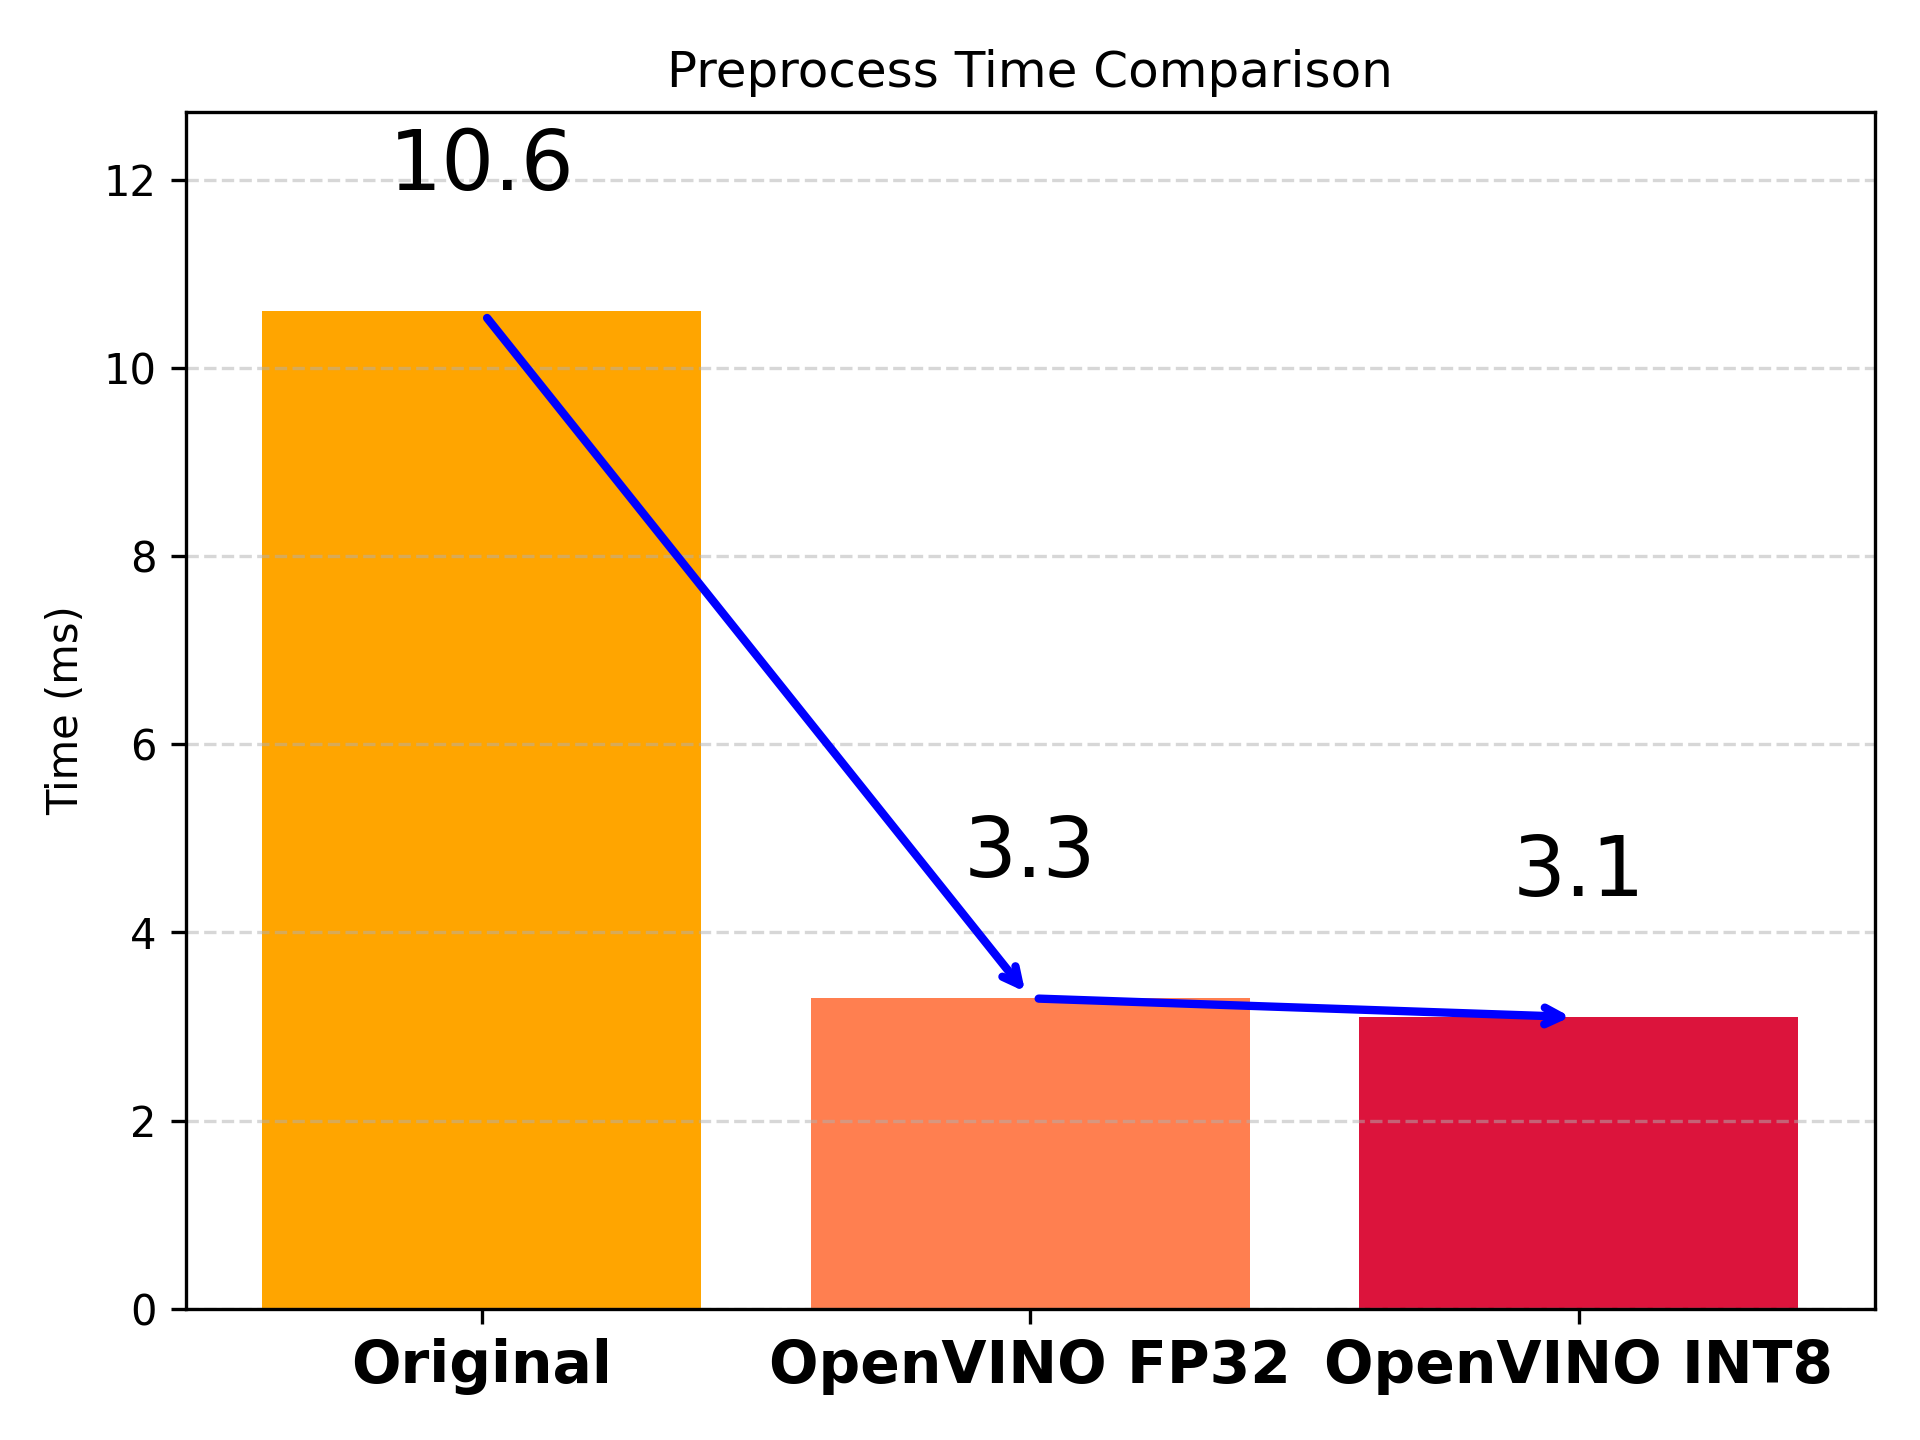 Preprocess Time Comparison
10.6
12
10
8
Time (ms)
6
3.3
3.1
4
2
0
Original
OpenVINO FP32
OpenVINO INT8